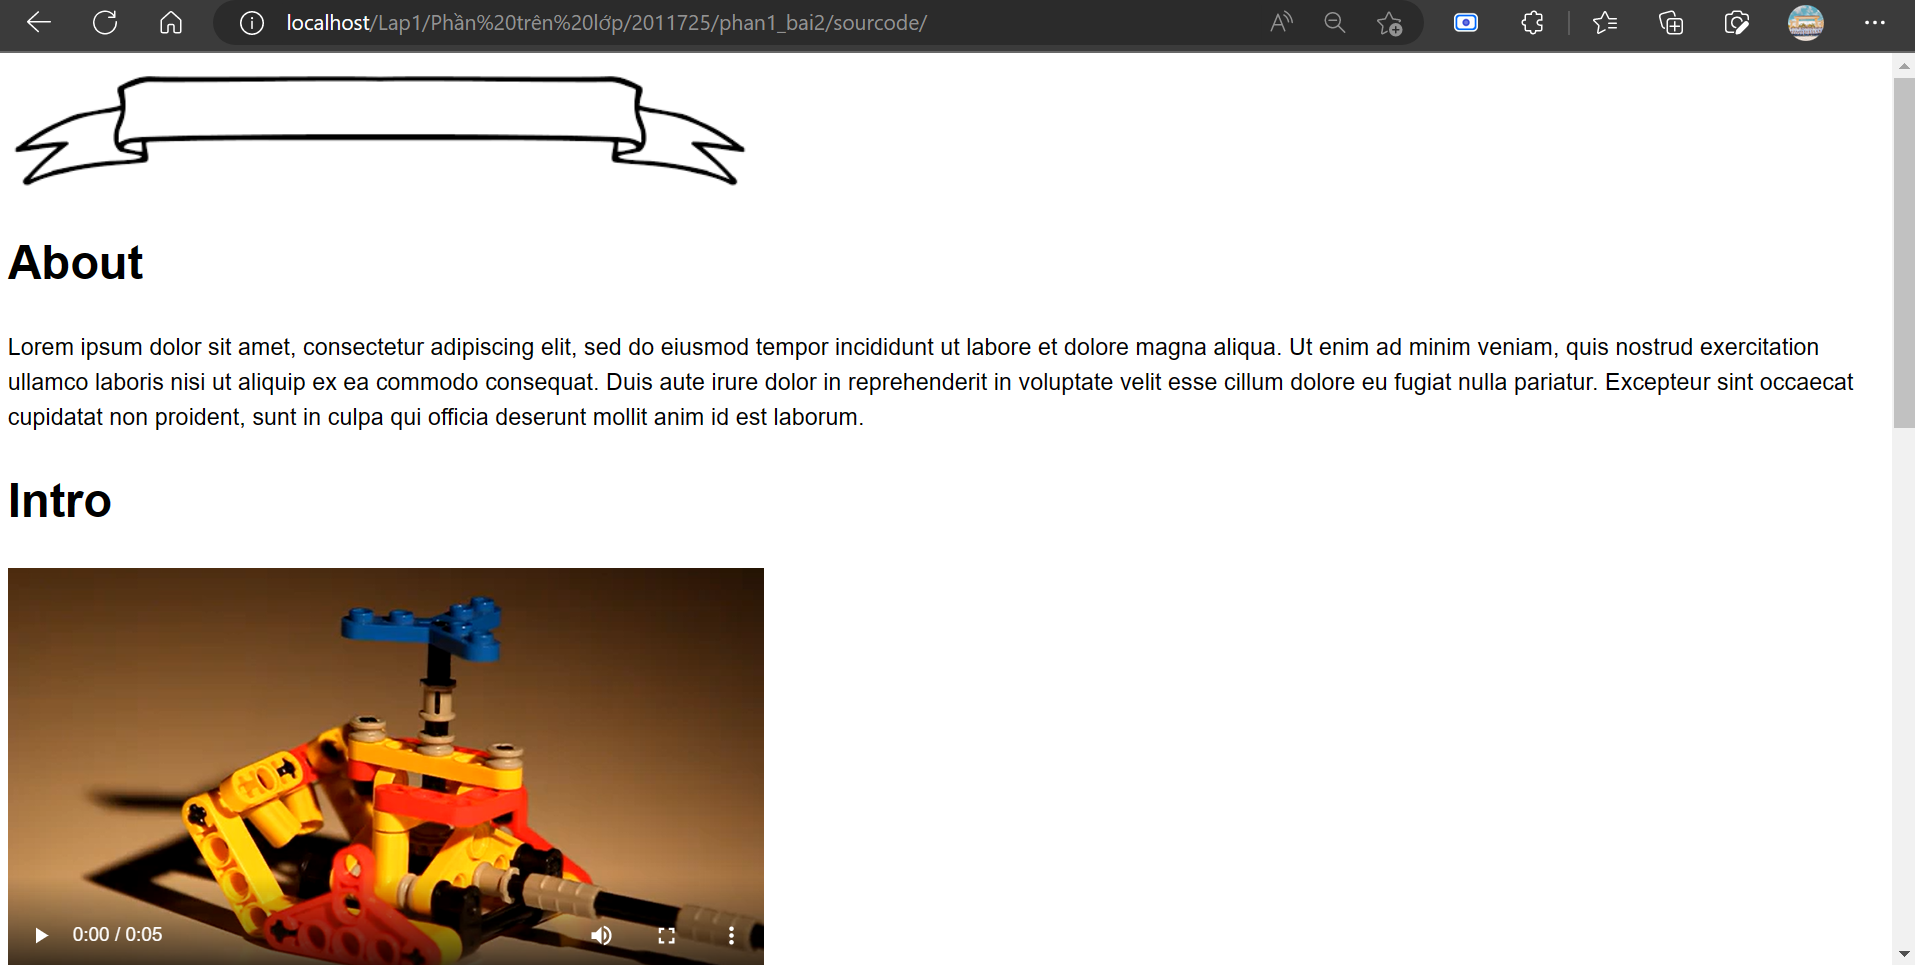 localhost/Lap1/Phần%20trên%20lớp/2011725/phan1_bai2/sourcode/
About
Lorem ipsum dolor sit amet, consectetur adipiscing elit, sed do eiusmod tempor incididunt ut labore et dolore magna aliqua. Ut enim ad minim veniam, quis nostrud exercitation
ullamco laboris nisi ut aliquip ex ea commodo consequat. Duis aute irure dolor in reprehenderit in voluptate velit esse cillum dolore eu fugiat nulla pariatur. Excepteur sint occaecat
cupidatat non proident, sunt in culpa qui officia deserunt mollit anim id est laborum.
Intro
0:00 / 0:05